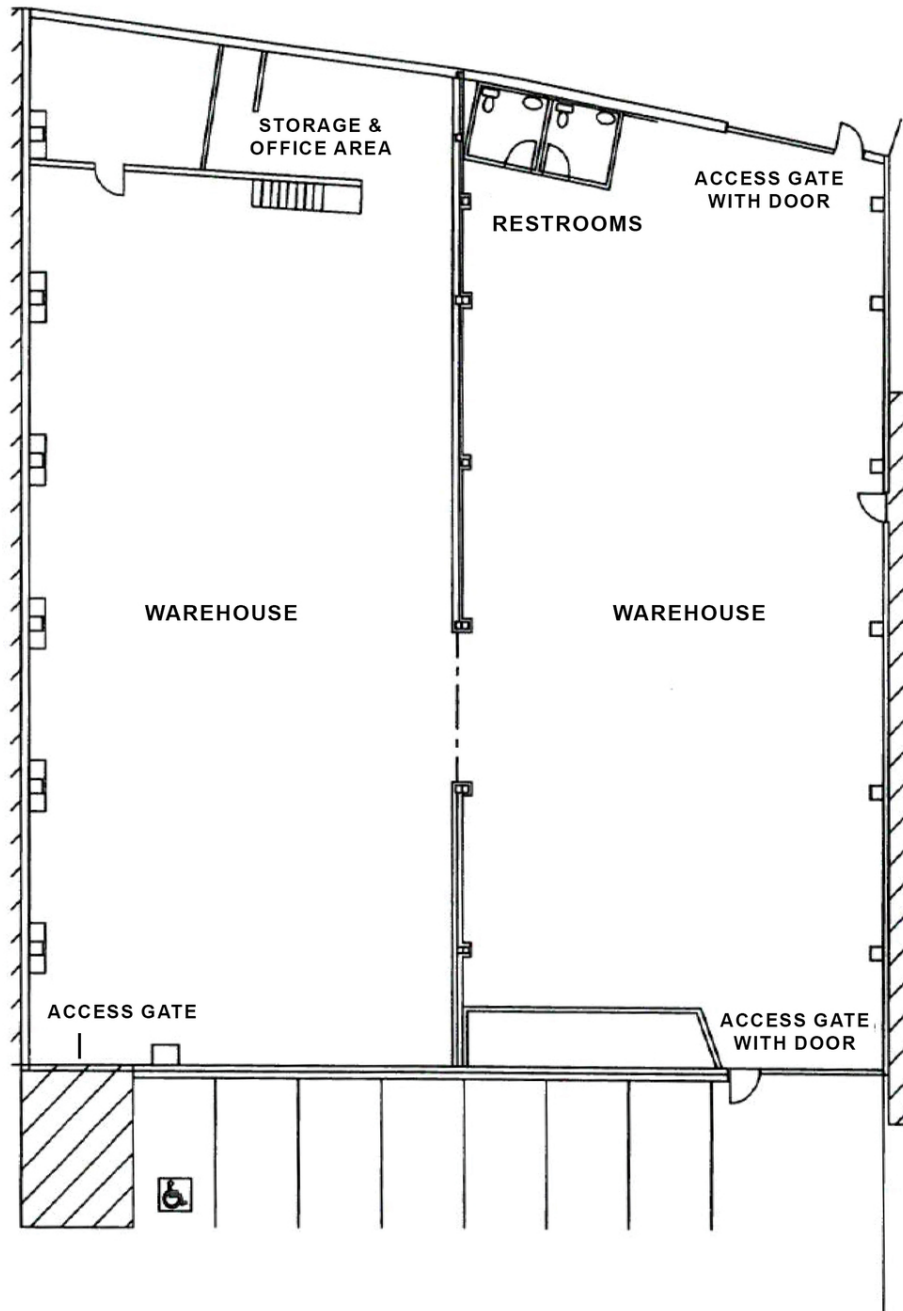 STORAGE &
OFFICE AREA
ACCESS GATE
WITH DOOR
RESTROOMS
WAREHOUSE
WAREHOUSE
ACCESS GATE
ACCESS GATE
WITH DOOR